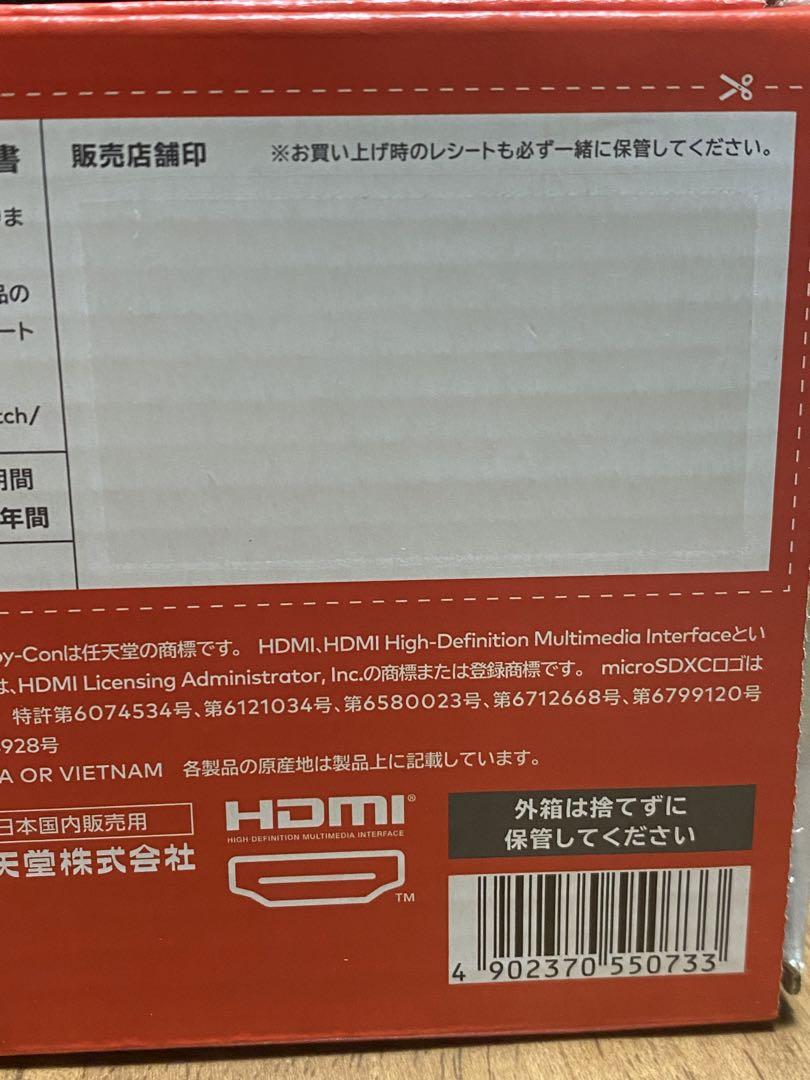 書
販売店舗印
※お買い上げ時のレシートも必ず一緒に保管してください。
ま
品の
ート
tch/
期間
年間
oy-Conは任天堂の商標です。 HDMI、HDMI High-Definition Multimedia Interfaceとい
は、HDMI Licensing Administrator, Inc.の商標または登録商標です。 microSDXCロゴは
特許第6074534号、第6121034号、第6580023号、第6712668号、第6799120号
928号
A OR VIETNAM 各製品の原産地は製品上に記載しています。
日本国内販売用
天堂株式会社
HDMI®
HIGH-DEFINITION MULTIMEDIA INTERFACE
TM
外箱は捨てずに
保管してください
4 902370 550733